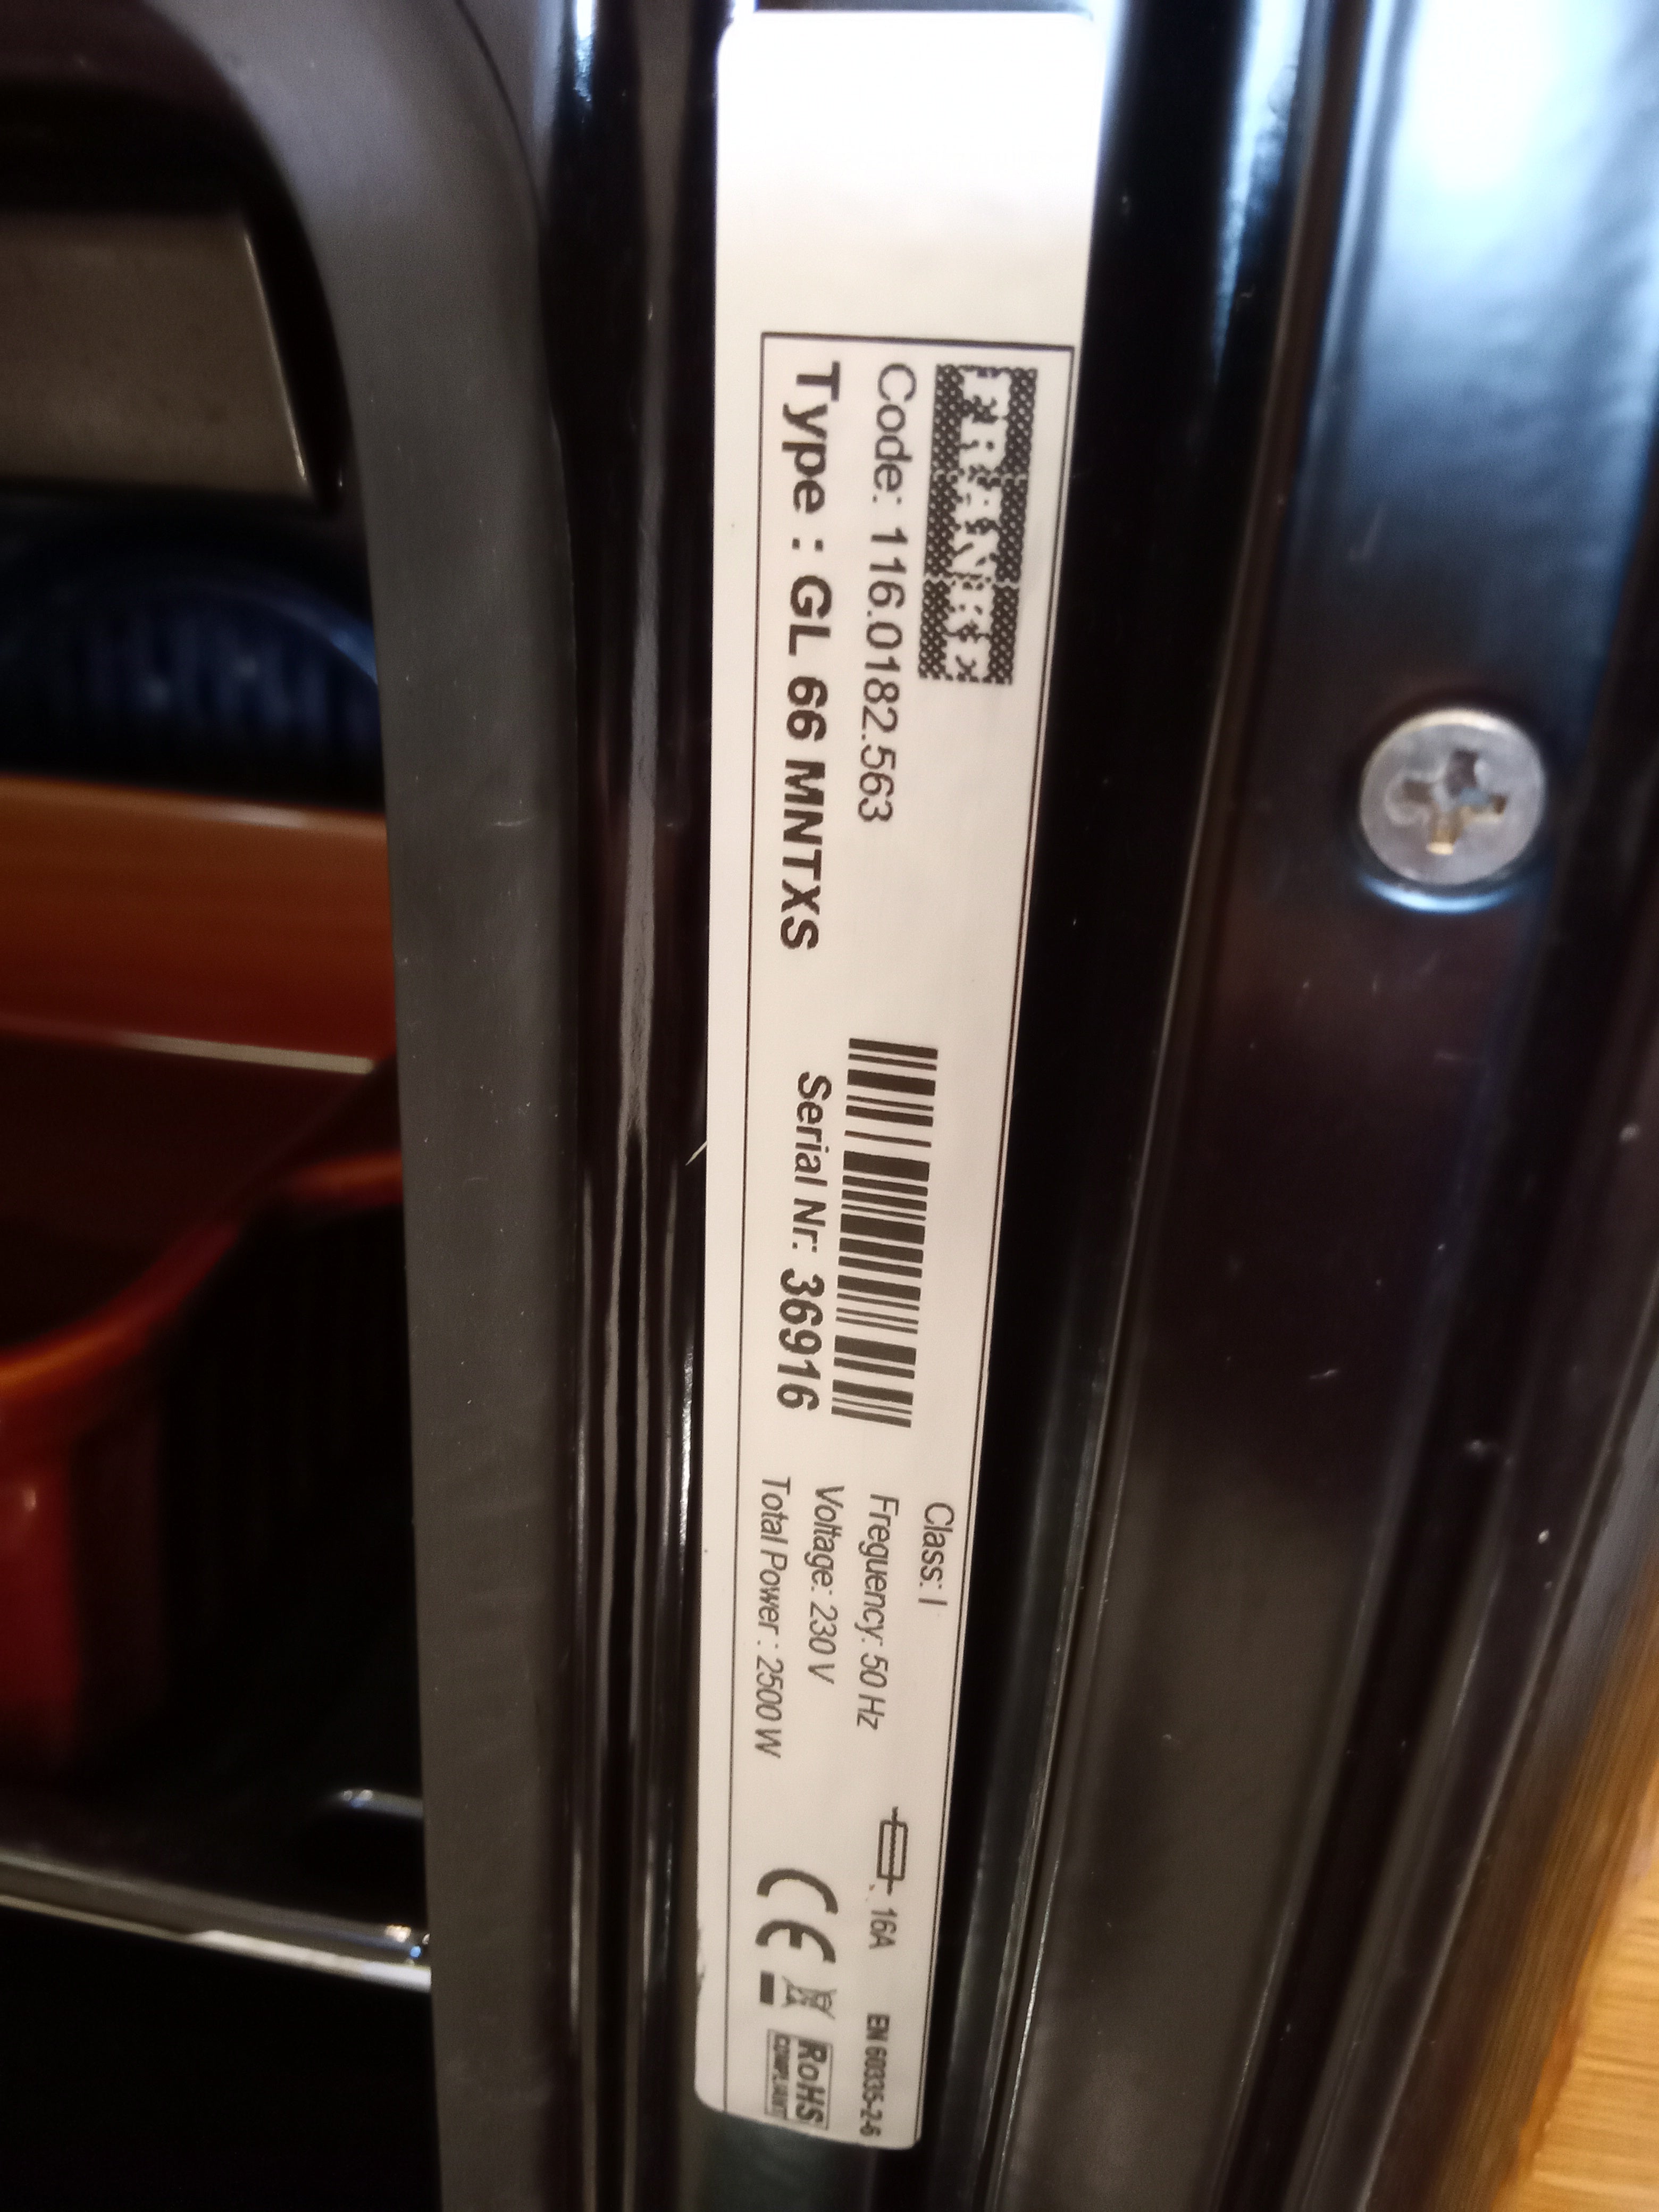 FRANKE
Code: 116.0182.563
Type : GL 66 MNTXS
Serial Nr: 36916
Class: I
Freguency: 50 Hz
Voltage: 230 V
Total Power : 2500 W
16A
EN 60335-2-6
CE
RoHS
COMPLIANT